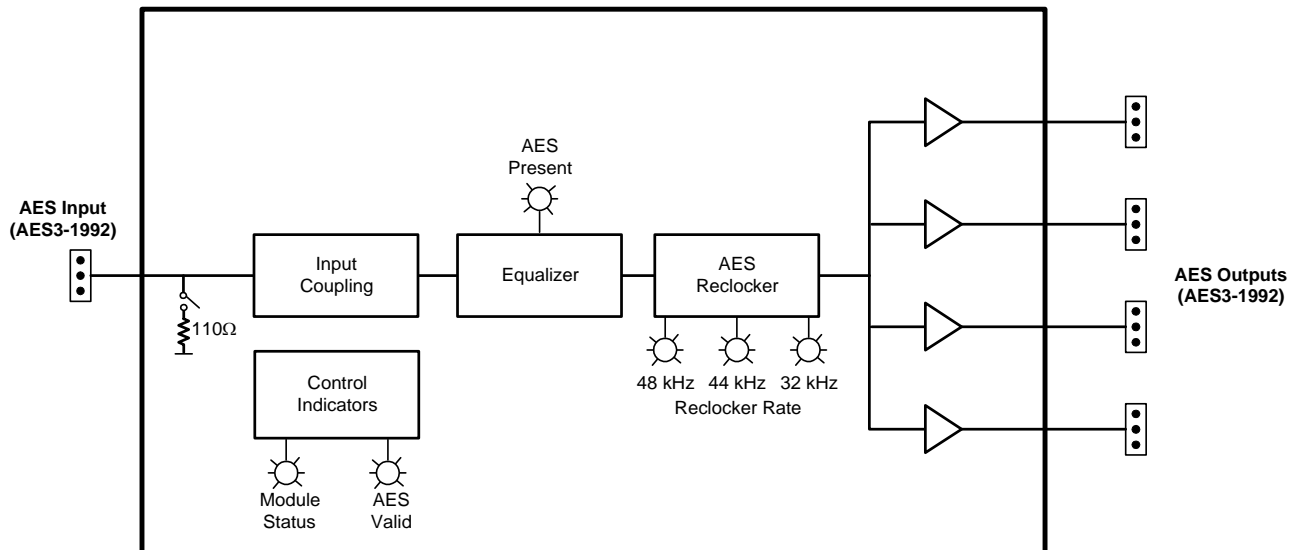 AES Input
(AES3-1992)
110Ω
Input
Coupling
AES
Present
Equalizer
AES
Reclocker
48 kHz
44 kHz
32 kHz
Reclocker Rate
Control
Indicators
Module
Status
AES
Valid
AES Outputs
(AES3-1992)